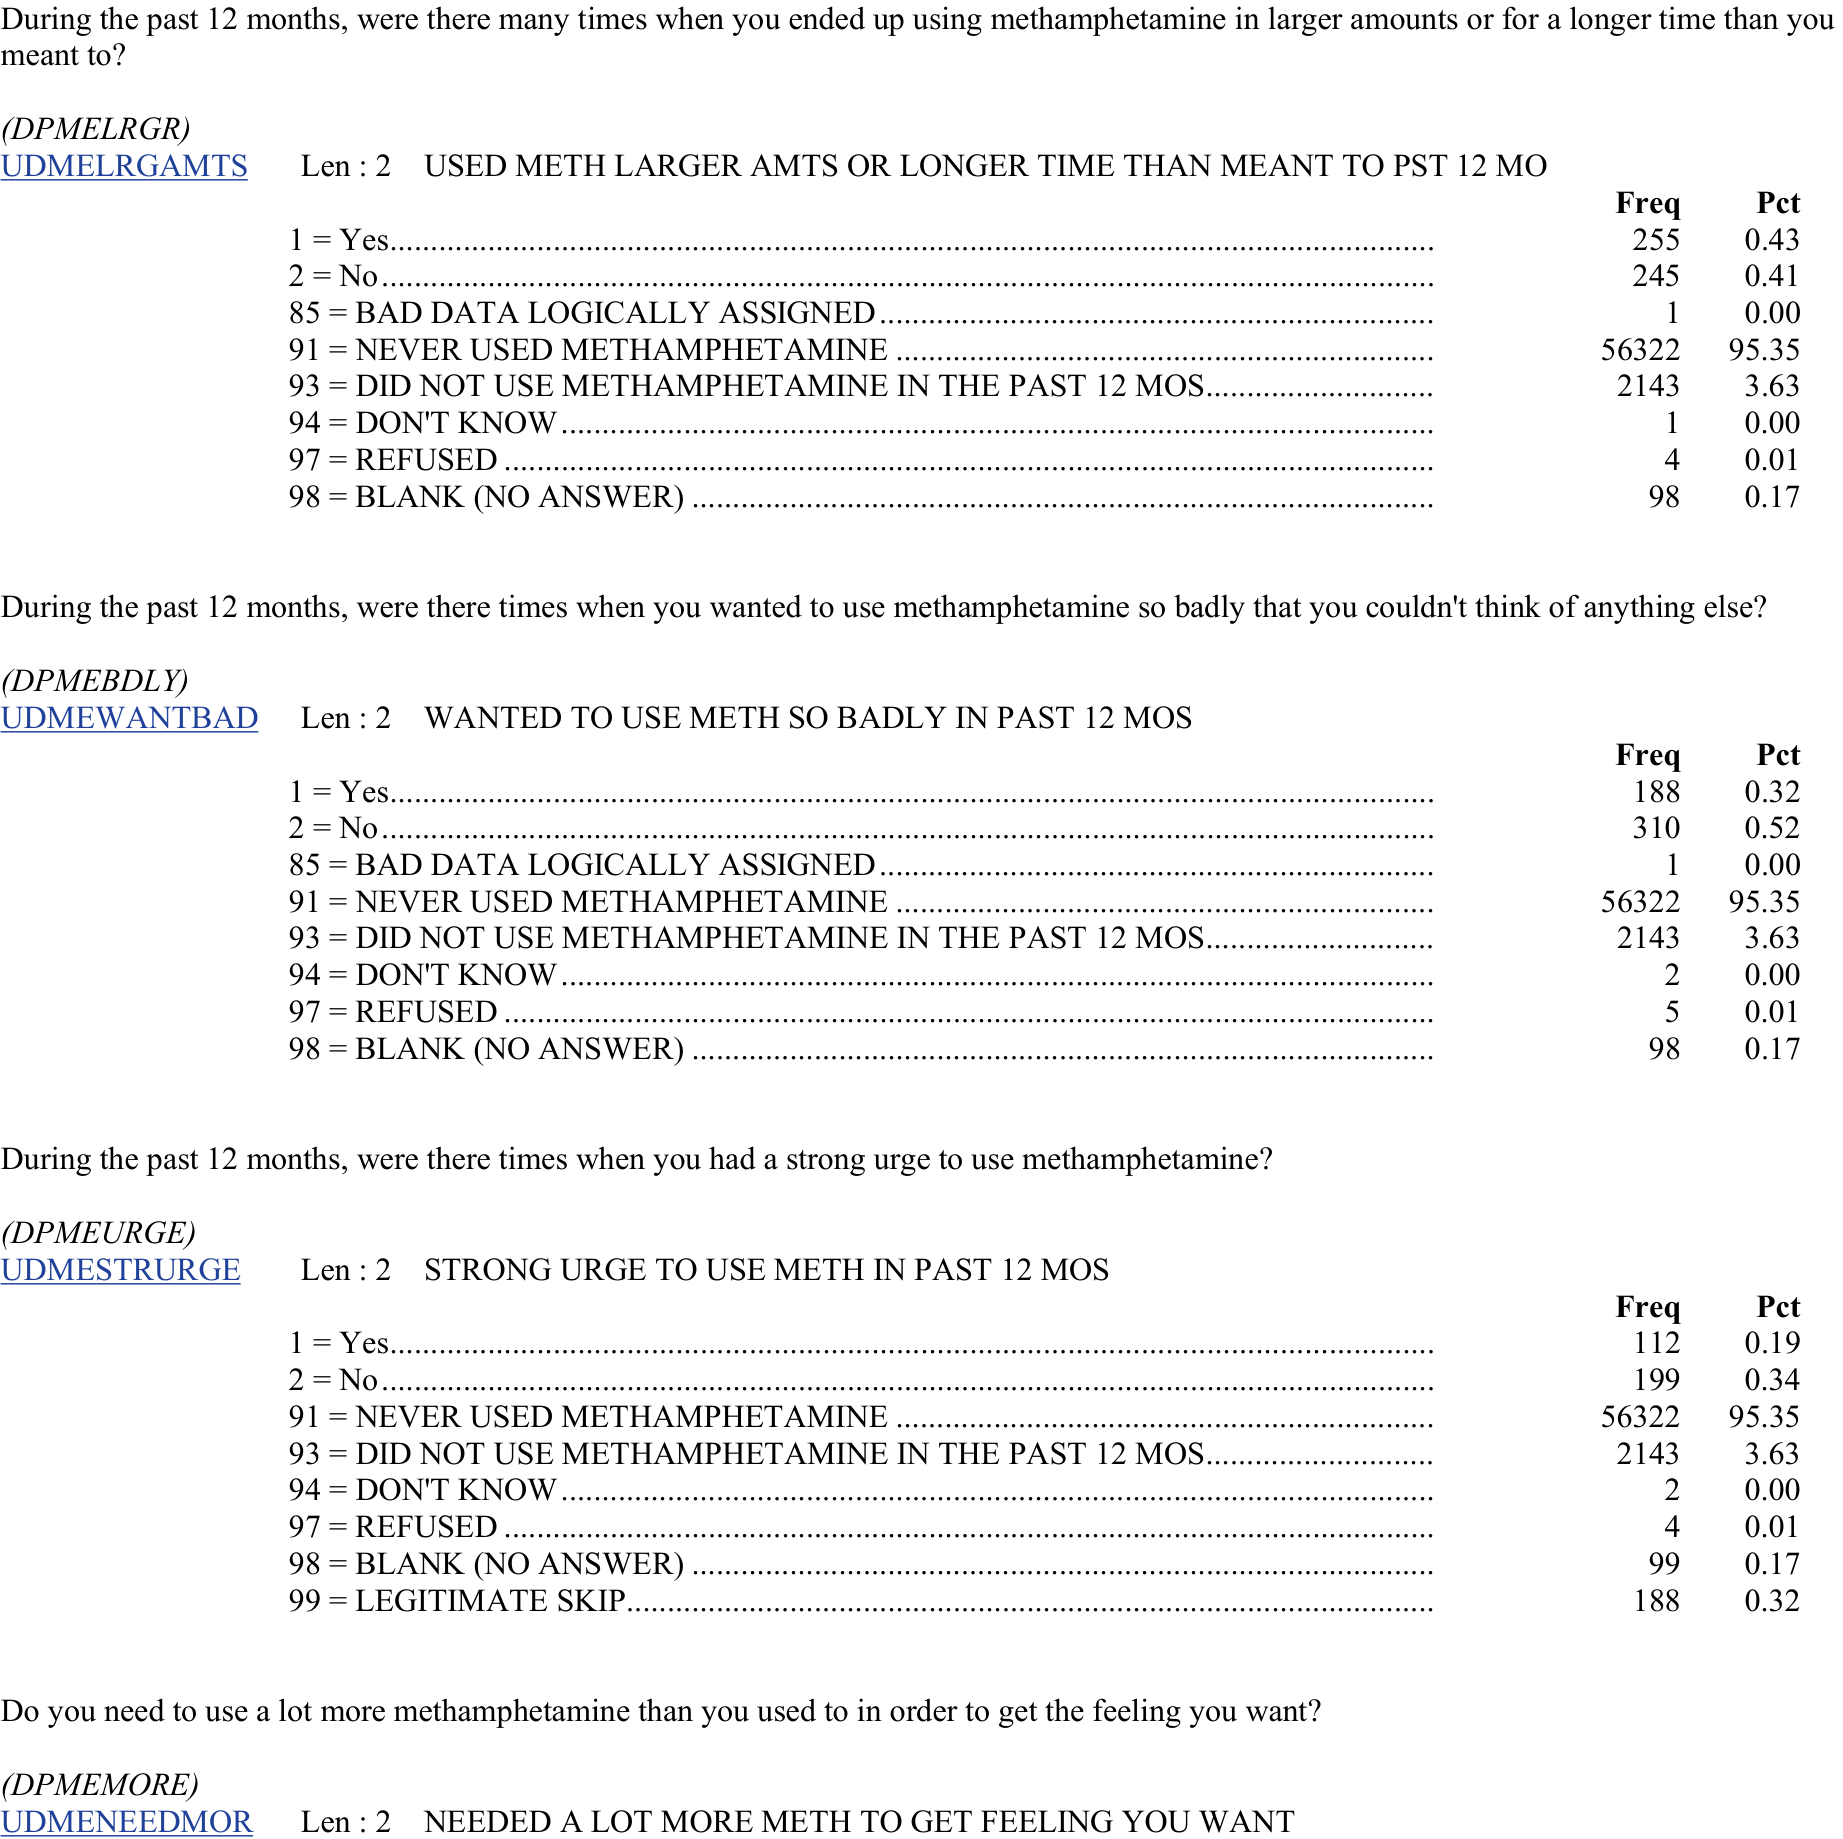 During the past 12 months, were there many times when you ended up using methamphetamine in larger amounts or for a longer time than you
meant to?
(DPMELRGR)
UDMELRGAMTS Len : 2 USED METH LARGER AMTS OR LONGER TIME THAN MEANT TO PST 12 MO
Freq Pct
1 = Yes 255 0.43
2 = No 245 0.41
85 = BAD DATA LOGICALLY ASSIGNED 1 0.00
91 = NEVER USED METHAMPHETAMINE 56322 95.35
93 = DID NOT USE METHAMPHETAMINE IN THE PAST 12 MOS 2143 3.63
94 = DON'T KNOW 1 0.00
97 = REFUSED 4 0.01
98 = BLANK (NO ANSWER) 98 0.17
During the past 12 months, were there times when you wanted to use methamphetamine so badly that you couldn't think of anything else?
(DPMEBDLY)
UDMEWANTBAD Len : 2 WANTED TO USE METH SO BADLY IN PAST 12 MOS
Freq Pct
1 = Yes 188 0.32
2 = No 310 0.52
85 = BAD DATA LOGICALLY ASSIGNED 1 0.00
91 = NEVER USED METHAMPHETAMINE 56322 95.35
93 = DID NOT USE METHAMPHETAMINE IN THE PAST 12 MOS 2143 3.63
94 = DON'T KNOW 2 0.00
97 = REFUSED 5 0.01
98 = BLANK (NO ANSWER) 98 0.17
During the past 12 months, were there times when you had a strong urge to use methamphetamine?
(DPMEURGE)
UDMESTRURGE Len : 2 STRONG URGE TO USE METH IN PAST 12 MOS
Freq Pct
1 = Yes 112 0.19
2 = No 199 0.34
91 = NEVER USED METHAMPHETAMINE 56322 95.35
93 = DID NOT USE METHAMPHETAMINE IN THE PAST 12 MOS 2143 3.63
94 = DON'T KNOW 2 0.00
97 = REFUSED 4 0.01
98 = BLANK (NO ANSWER) 99 0.17
99 = LEGITIMATE SKIP 188 0.32
Do you need to use a lot more methamphetamine than you used to in order to get the feeling you want?
(DPMEMORE)
UDMENEEDMOR Len : 2 NEEDED A LOT MORE METH TO GET FEELING YOU WANT